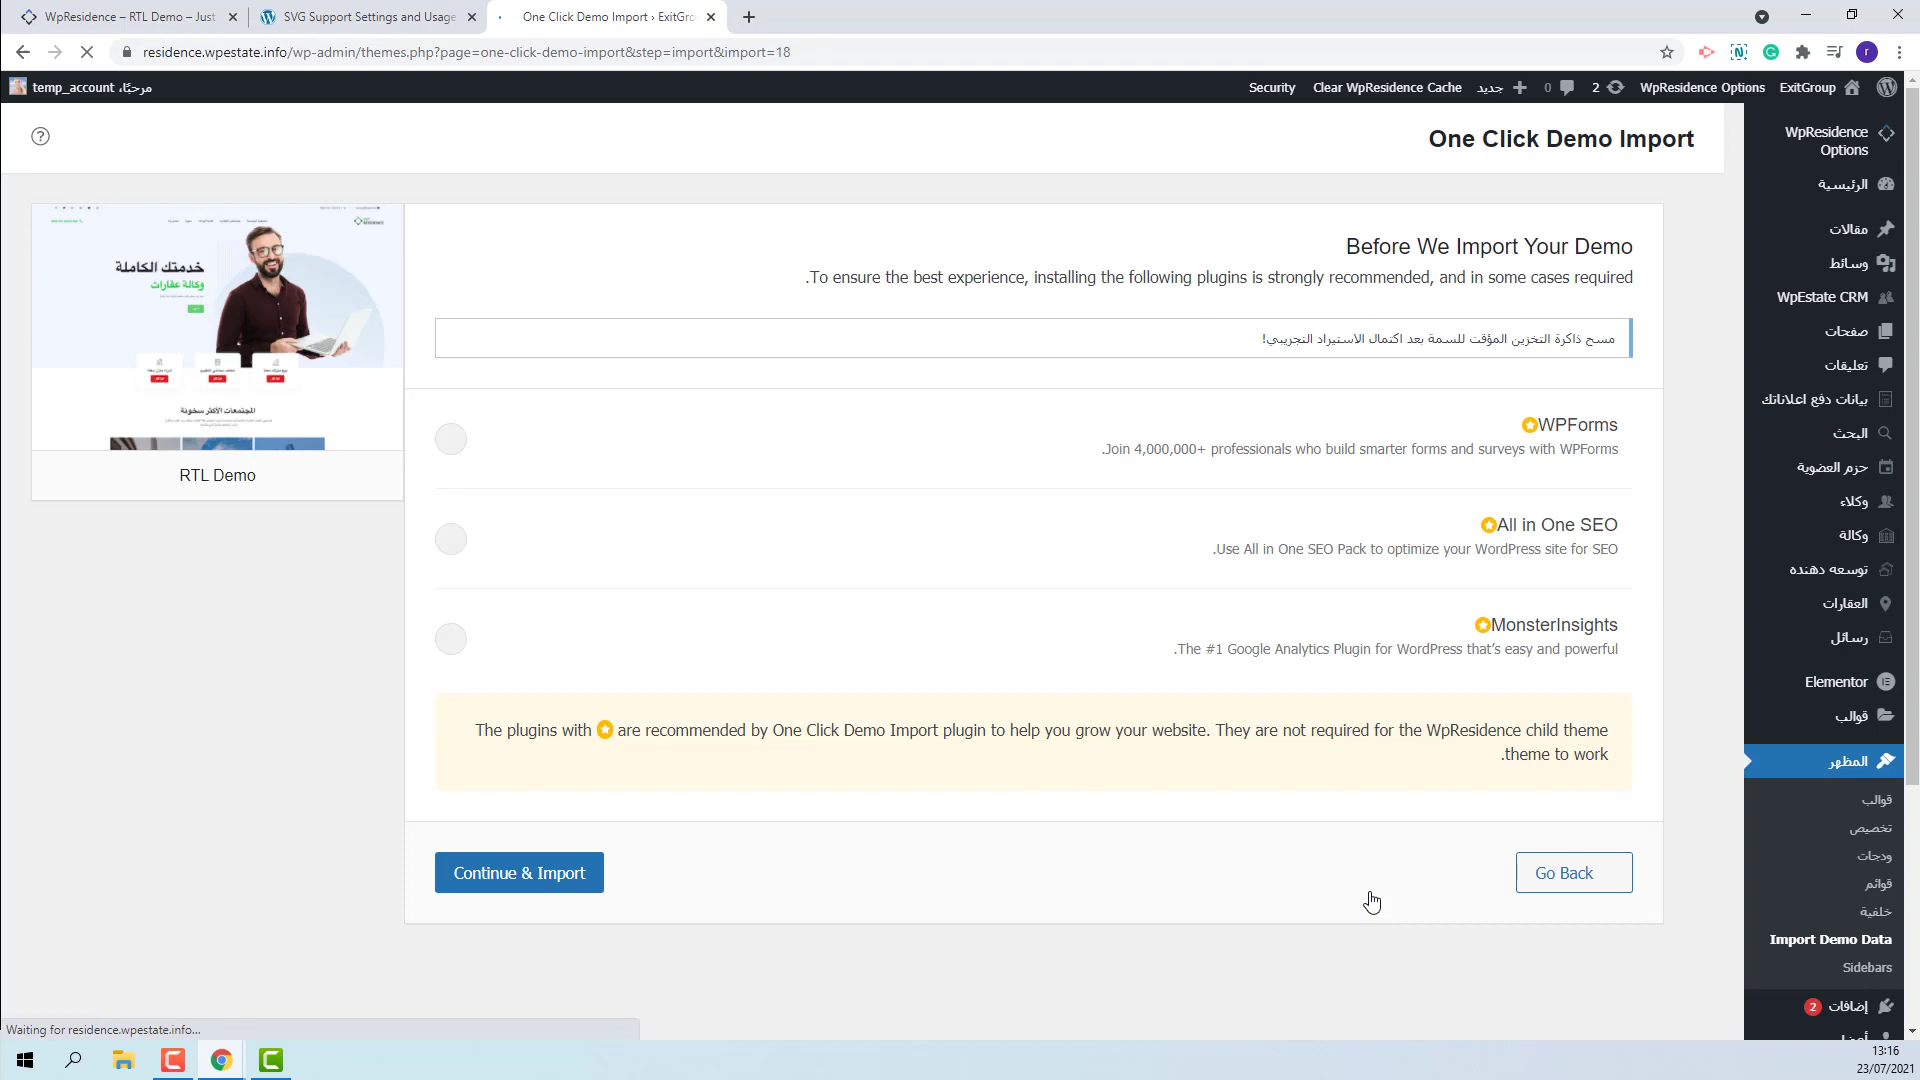 WpResidence – RTL Demo – Just
SVG Support Settings and Usage
One Click Demo Import › ExitGro
residence.wpestate.info/wp-admin/themes.php?page=one-click-demo-import&step=import&import=18
مرحبًا، temp_account
Security
Clear WpResidence Cache
جديد
0
2
WpResidence Options
ExitGroup
One Click Demo Import
خدمتك الكاملة
وكالة عقارات
المجتمعات الأكثر سخونة
RTL Demo
Before We Import Your Demo
.To ensure the best experience, installing the following plugins is strongly recommended, and in some cases required
مسح ذاكرة التخزين المؤقت للسمة بعد اكتمال الاستيراد التجريبي!
WPForms
.Join 4,000,000+ professionals who build smarter forms and surveys with WPForms
All in One SEO
.Use All in One SEO Pack to optimize your WordPress site for SEO
MonsterInsights
.The #1 Google Analytics Plugin for WordPress that’s easy and powerful
The plugins with are recommended by One Click Demo Import plugin to help you grow your website. They are not required for the WpResidence child theme
.theme to work
Continue & Import
Go Back
WpResidence
Options
الرئيسية
مقالات
وسائط
WpEstate CRM
صفحات
تعليقات
بيانات دفع اعلاناتك
البحث
حزم العضوية
وكلاء
وكالة
توسعه دهنده
العقارات
رسائل
Elementor
قوالب
المظهر
قوالب
تخصيص
ودجات
قوائم
خلفية
Import Demo Data
Sidebars
إضافات 2
Waiting for residence.wpestate.info...
13:16
23/07/2021